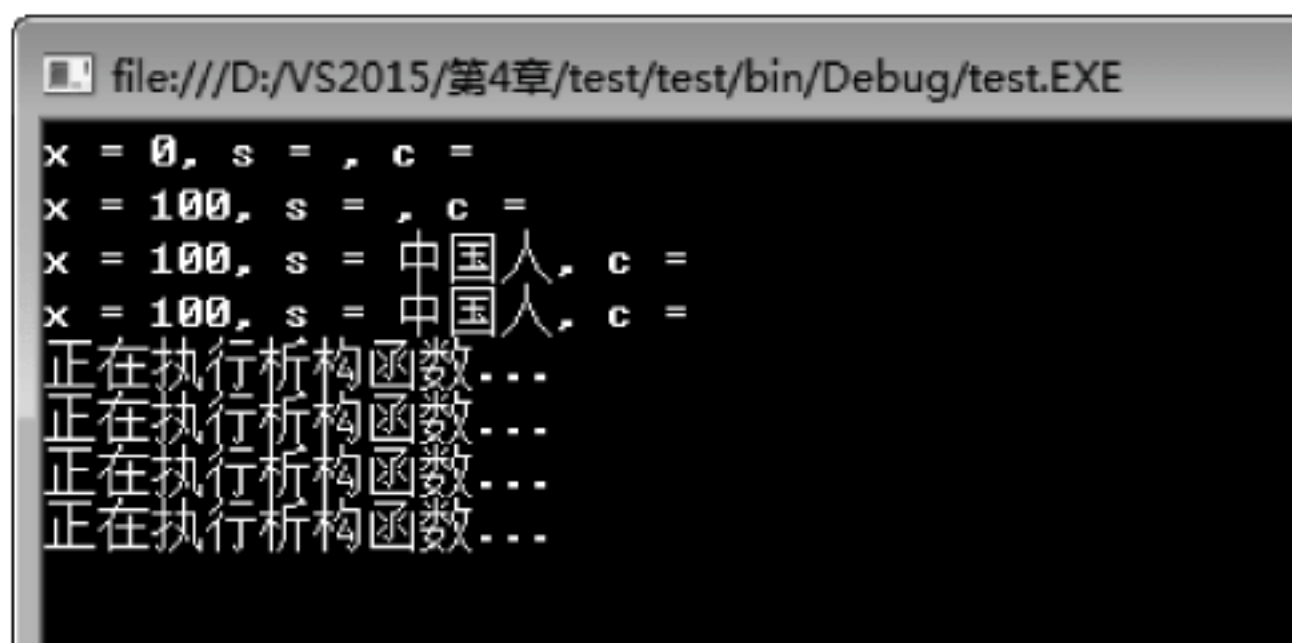 file:///D:/VS2015/第4章/test/test/bin/Debug/test.EXE
x = 0, s = , c =
x = 100, s = , c =
x = 100, s = 中国人, c =
x = 100, s = 中国人, c =
正在执行析构函数...
正在执行析构函数...
正在执行析构函数...
正在执行析构函数...